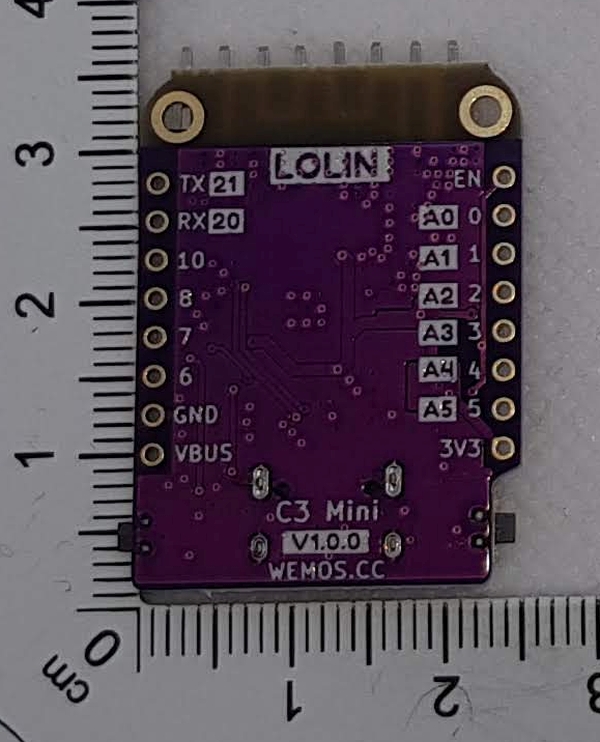 4
3
2
1
0
cm
1
2
3
LOLIN
TX 21
RX 20
10
8
7
6
GND
VBUS
EN
A0 0
A1 1
A2 2
A3 3
A4 4
A5 5
3V3
C3 Mini
V1.0.0
WEMOS.CC